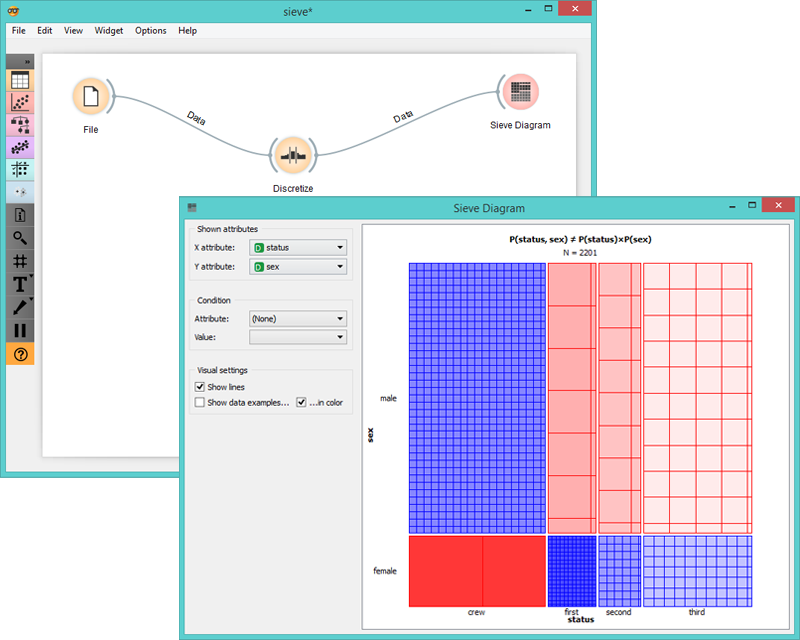 sieve*
File Edit View Widget Options Help
»
T
?
File
Data
Discretize
Data
Sieve Diagram
Sieve Diagram
Shown attributes
X attribute: D status
Y attribute: D sex
Condition
Attribute: (None)
Value:
Visual settings
Show lines
Show data examples... ...in color
P(status, sex) ≠ P(status)×P(sex)
N = 2201
male
sex
female
crew first second third
status